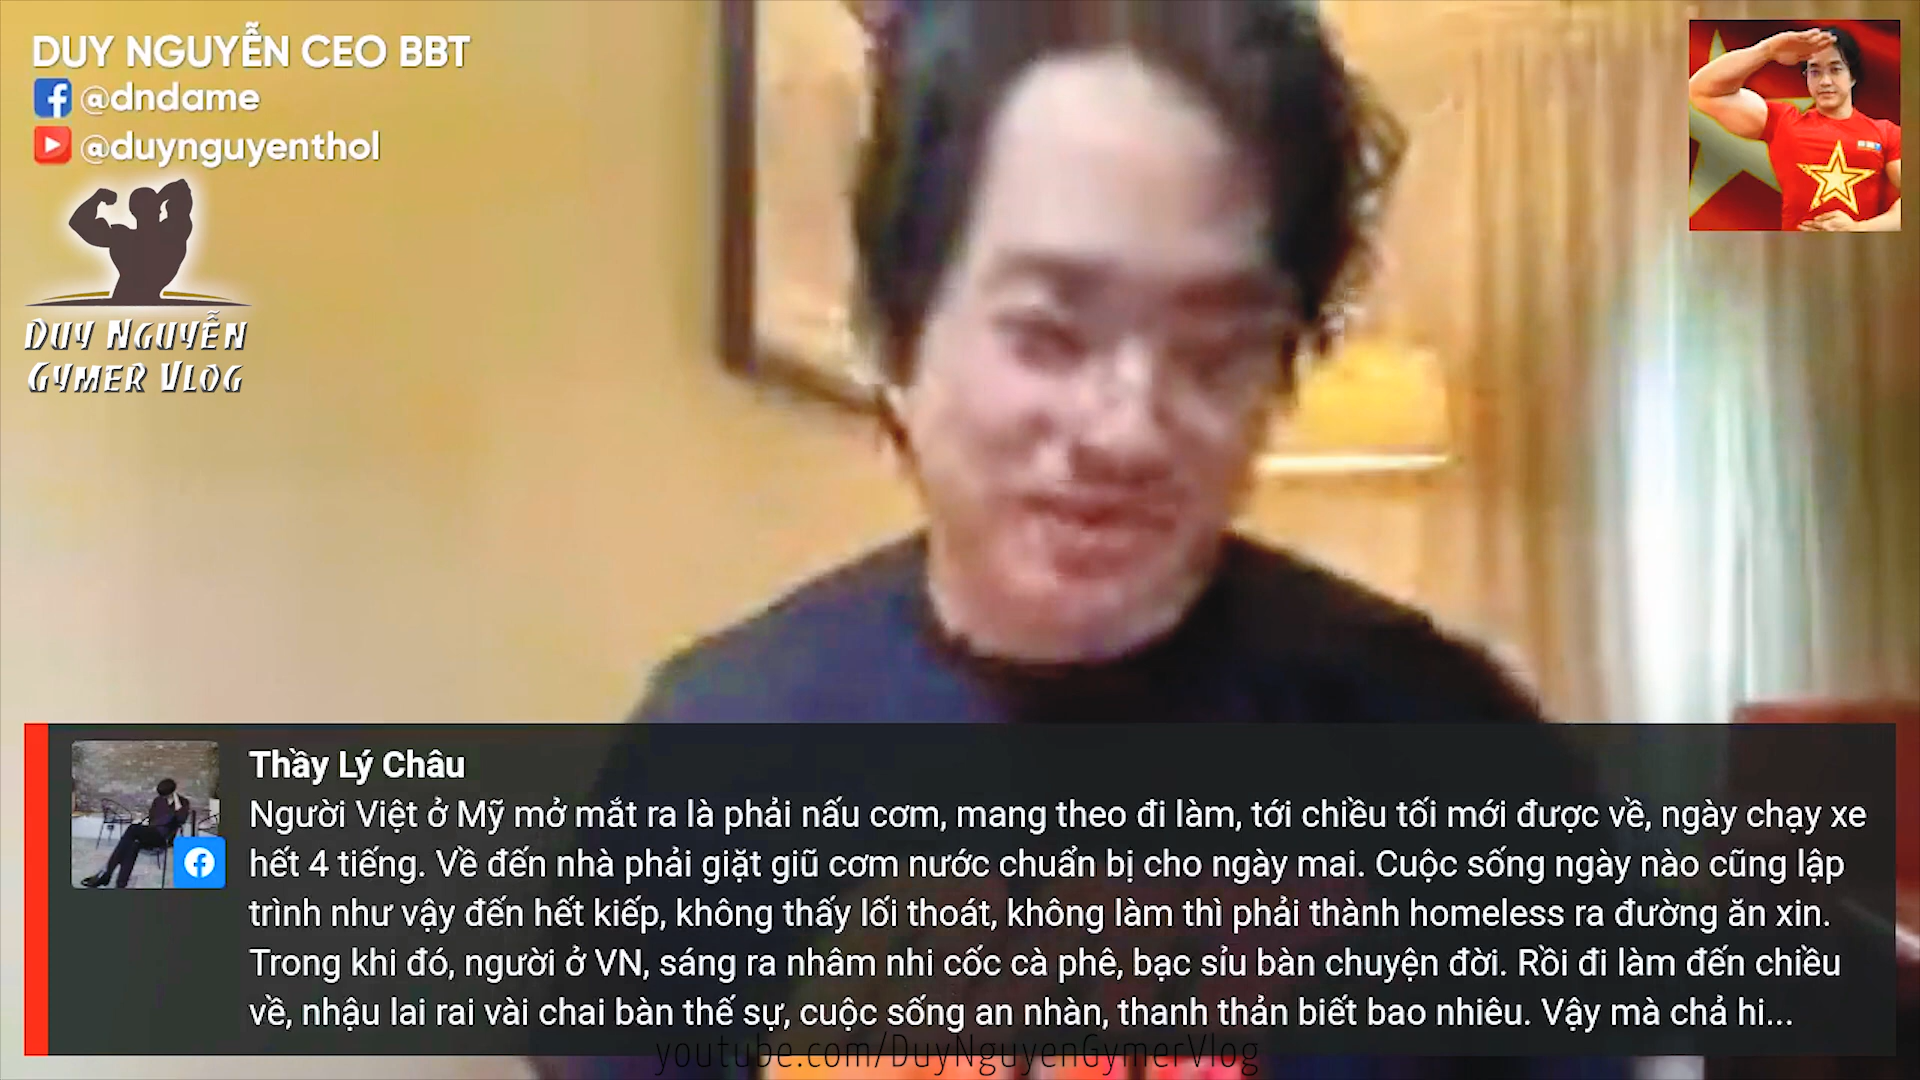 DUY NGUYỄN CEO BBT
@dndame
@duynguyenthol
DUY NGUYỄN
GYMER VLOG
Thầy Lý Châu
Người Việt ở Mỹ mở mắt ra là phải nấu cơm, mang theo đi làm, tới chiều tối mới được về, ngày chạy xe
hết 4 tiếng. Về đến nhà phải giặt giũ cơm nước chuẩn bị cho ngày mai. Cuộc sống ngày nào cũng lập
trình như vậy đến hết kiếp, không thấy lối thoát, không làm thì phải thành homeless ra đường ăn xin.
Trong khi đó, người ở VN, sáng ra nhâm nhi cốc cà phê, bạc sỉu bàn chuyện đời. Rồi đi làm đến chiều
về, nhậu lai rai vài chai bàn thế sự, cuộc sống an nhàn, thanh thản biết bao nhiêu. Vậy mà chả hi...
youtube.com/DuyNguyenGymerVlog